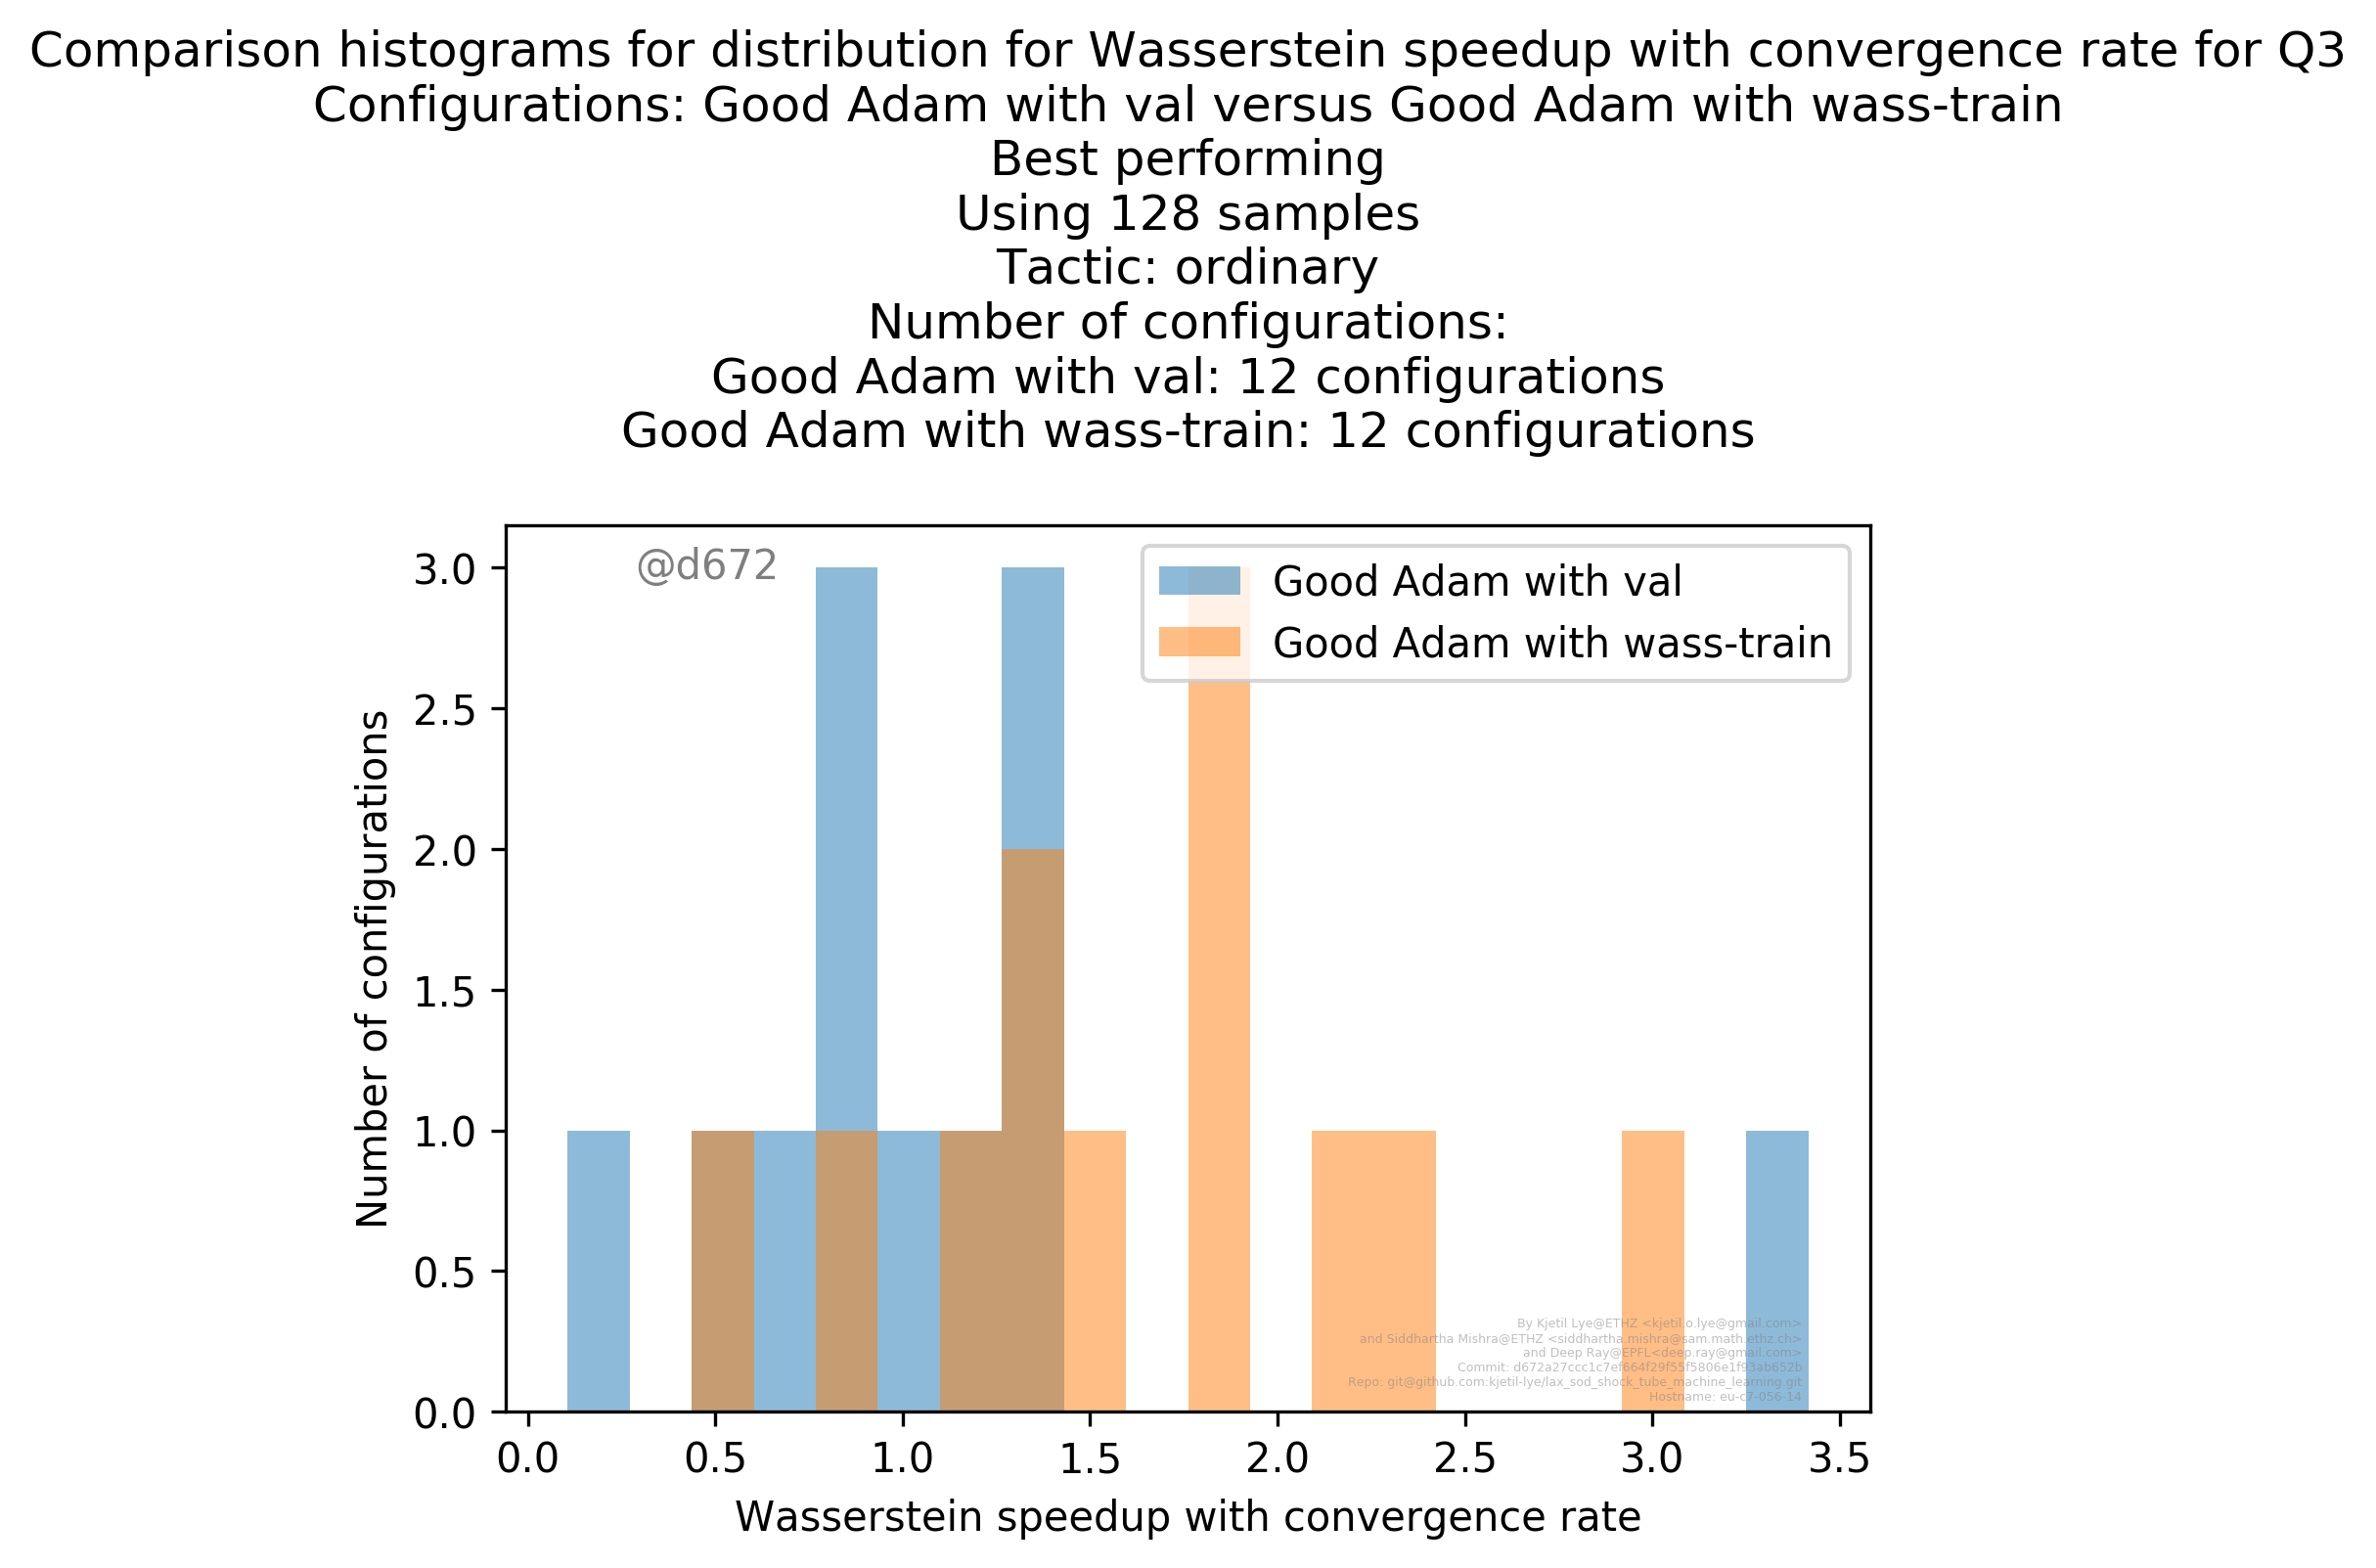 Comparison histograms for distribution for Wasserstein speedup with convergence rate for Q3
Configurations: Good Adam with val versus Good Adam with wass-train
Best performing
Using 128 samples
Tactic: ordinary
Number of configurations:
Good Adam with val: 12 configurations
Good Adam with wass-train: 12 configurations
@d672
Good Adam with val
Good Adam with wass-train
Number of configurations
3.0
2.5
2.0
1.5
1.0
0.5
0.0
By Kjetil Lye@ETHZ <kjetil.o.lye@gmail.com>
and Siddhartha Mishra@ETHZ <siddhartha.mishra@sam.math.ethz.ch>
and Deep Ray@EPFL<deep.ray@gmail.com>
Commit: d672a27ccc1c7ef664f29f55f5806e1f93ab652b
Repo: git@github.com:kjetil-lye/lax_sod_shock_tube_machine_learning.git
Hostname: eu-c7-056-14
0.0 0.5 1.0 1.5 2.0 2.5 3.0 3.5
Wasserstein speedup with convergence rate